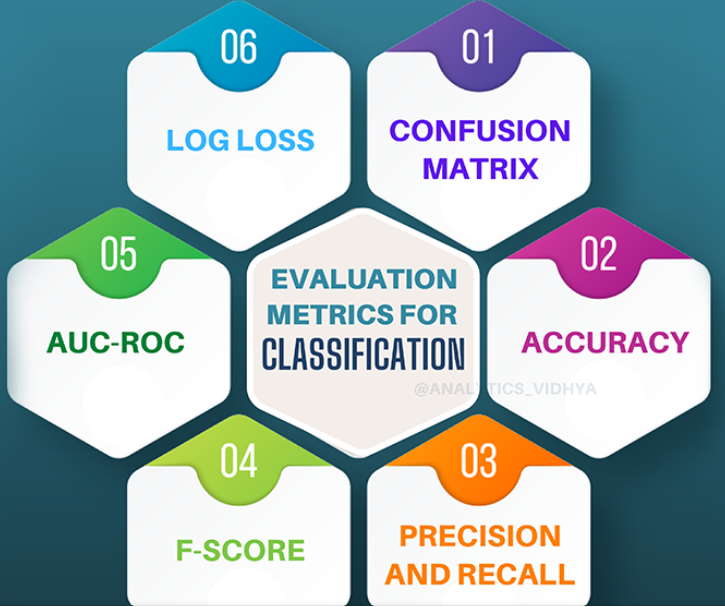 06
LOG LOSS
01
CONFUSION
MATRIX
05
AUC-ROC
EVALUATION
METRICS FOR
CLASSIFICATION
02
ACCURACY
@ANALYTICS_VIDHYA
04
F-SCORE
03
PRECISION
AND RECALL